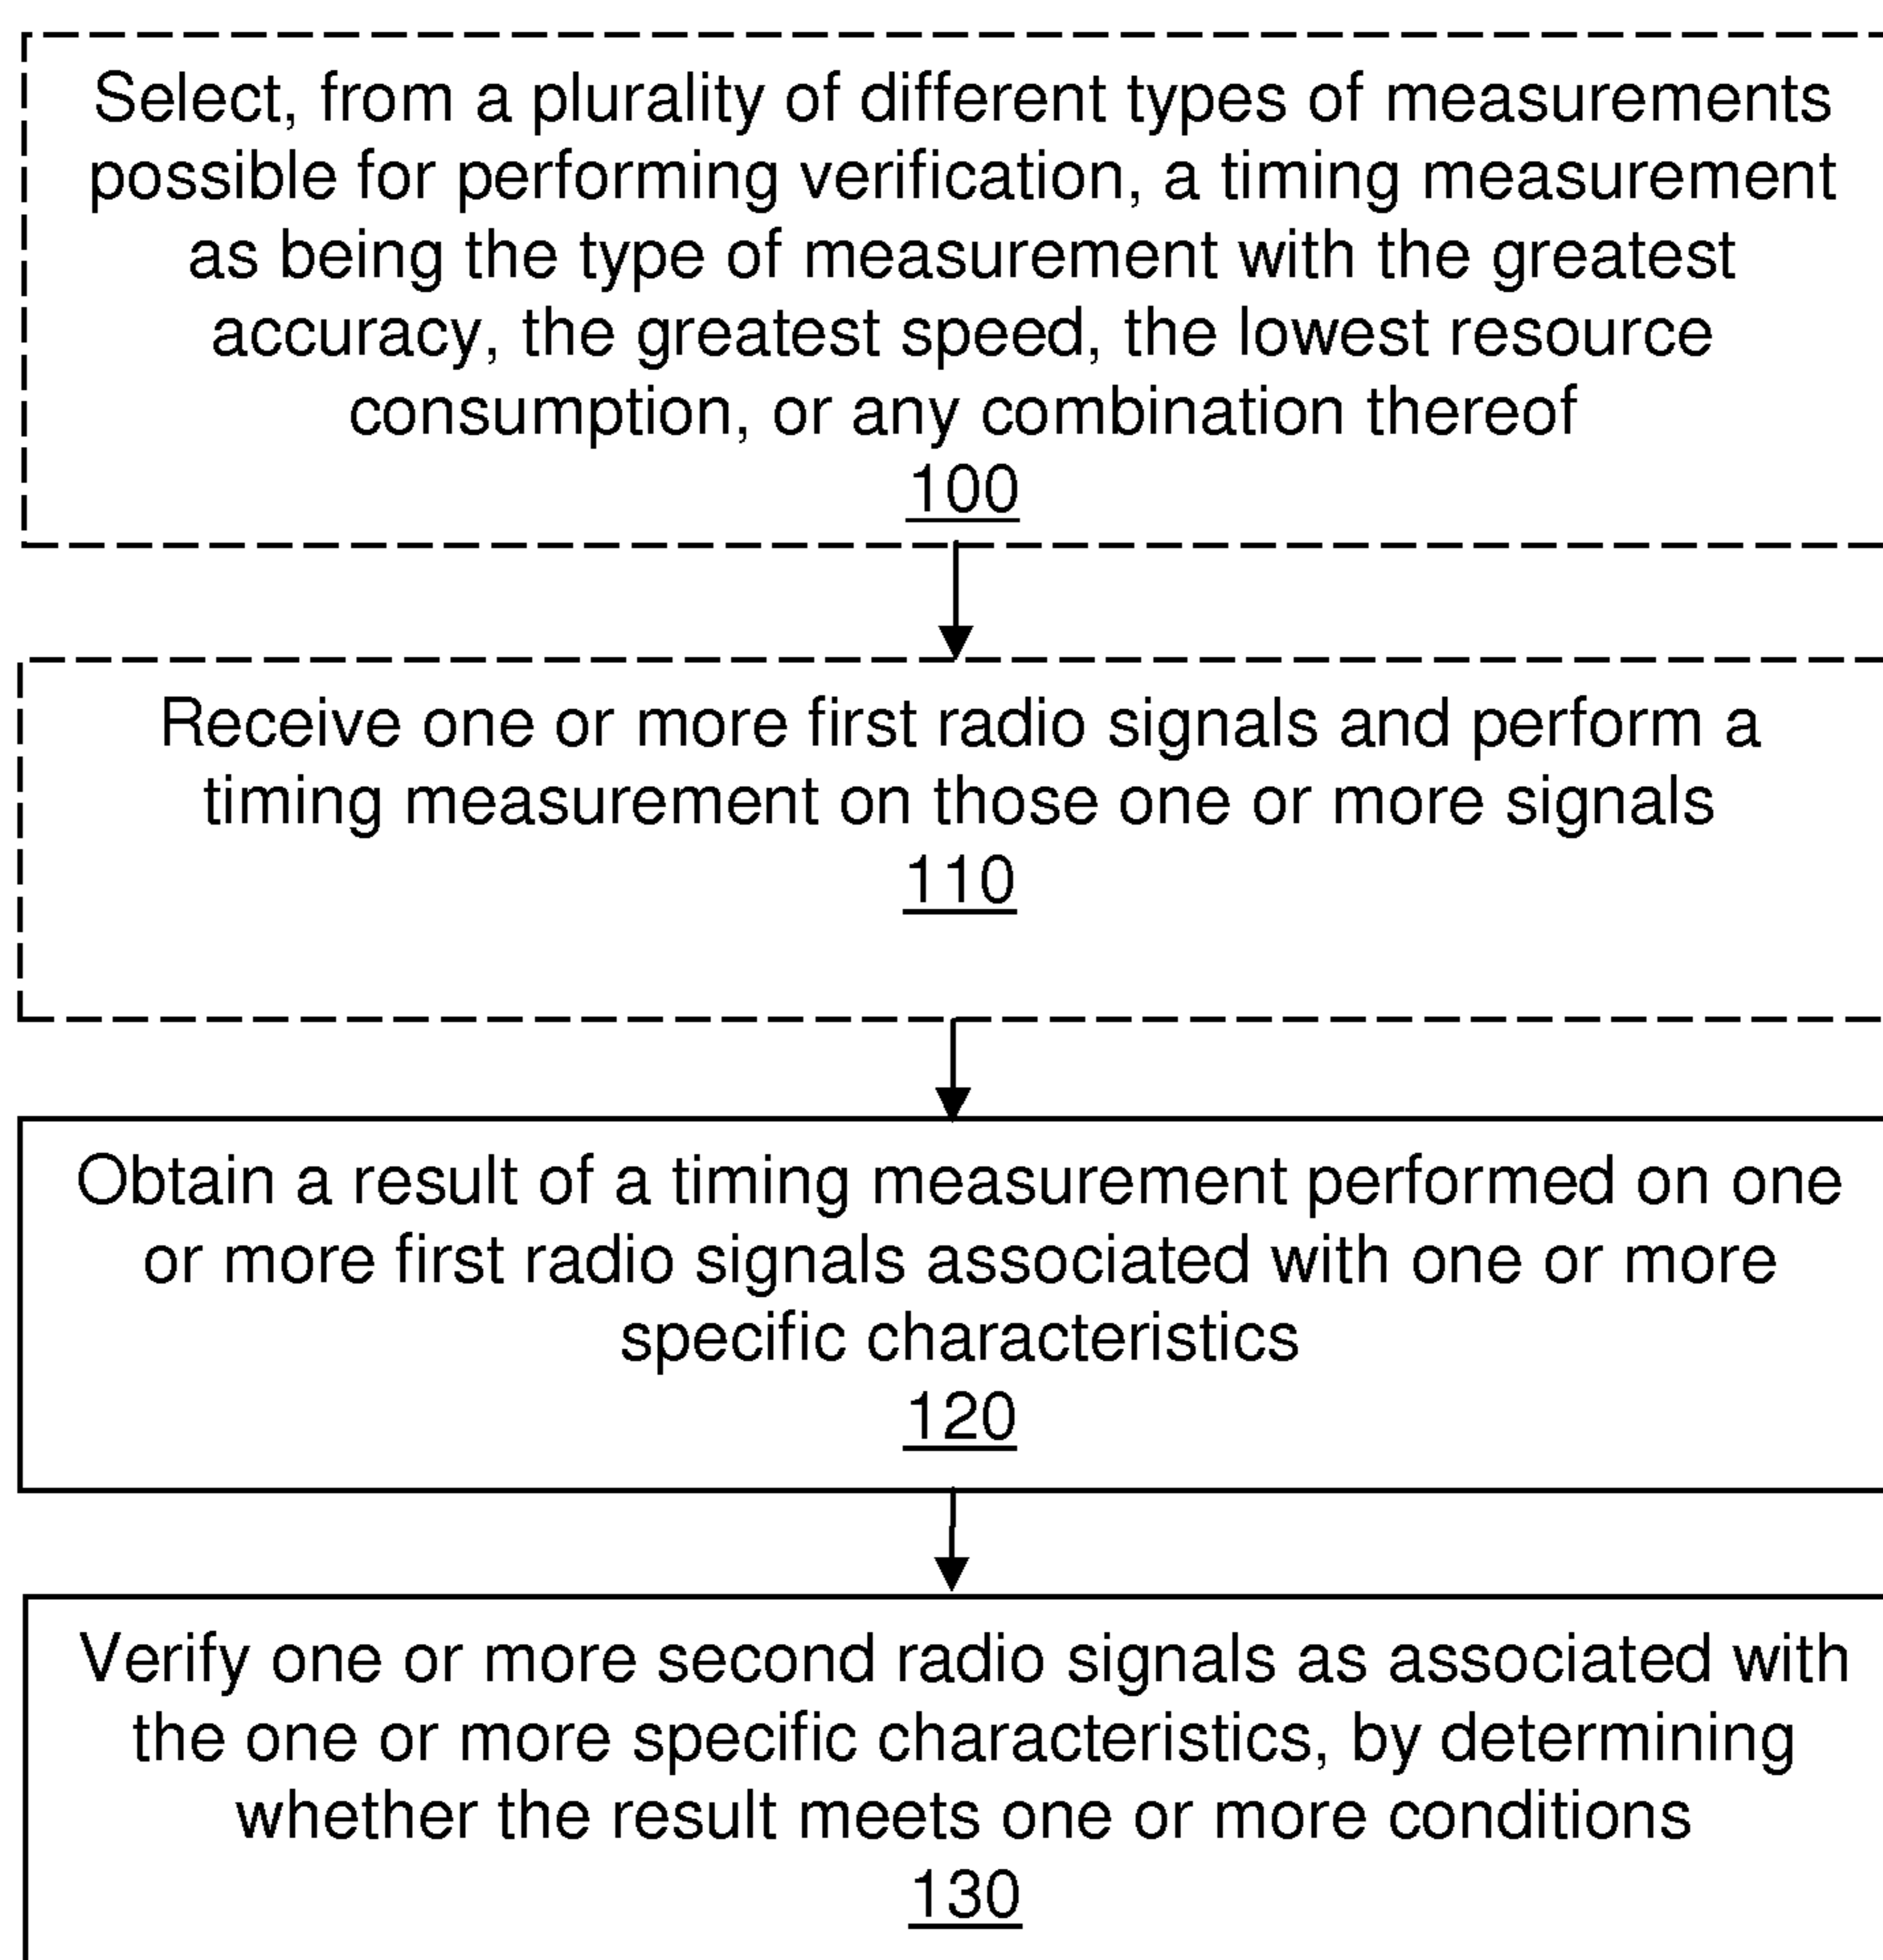 Select, from a plurality of different types of measurements
possible for performing verification, a timing measurement
as being the type of measurement with the greatest
accuracy, the greatest speed, the lowest resource
consumption, or any combination thereof
100
Receive one or more first radio signals and perform a
timing measurement on those one or more signals
110
Obtain a result of a timing measurement performed on one
or more first radio signals associated with one or more
specific characteristics
120
Verify one or more second radio signals as associated with
the one or more specific characteristics, by determining
whether the result meets one or more conditions
130